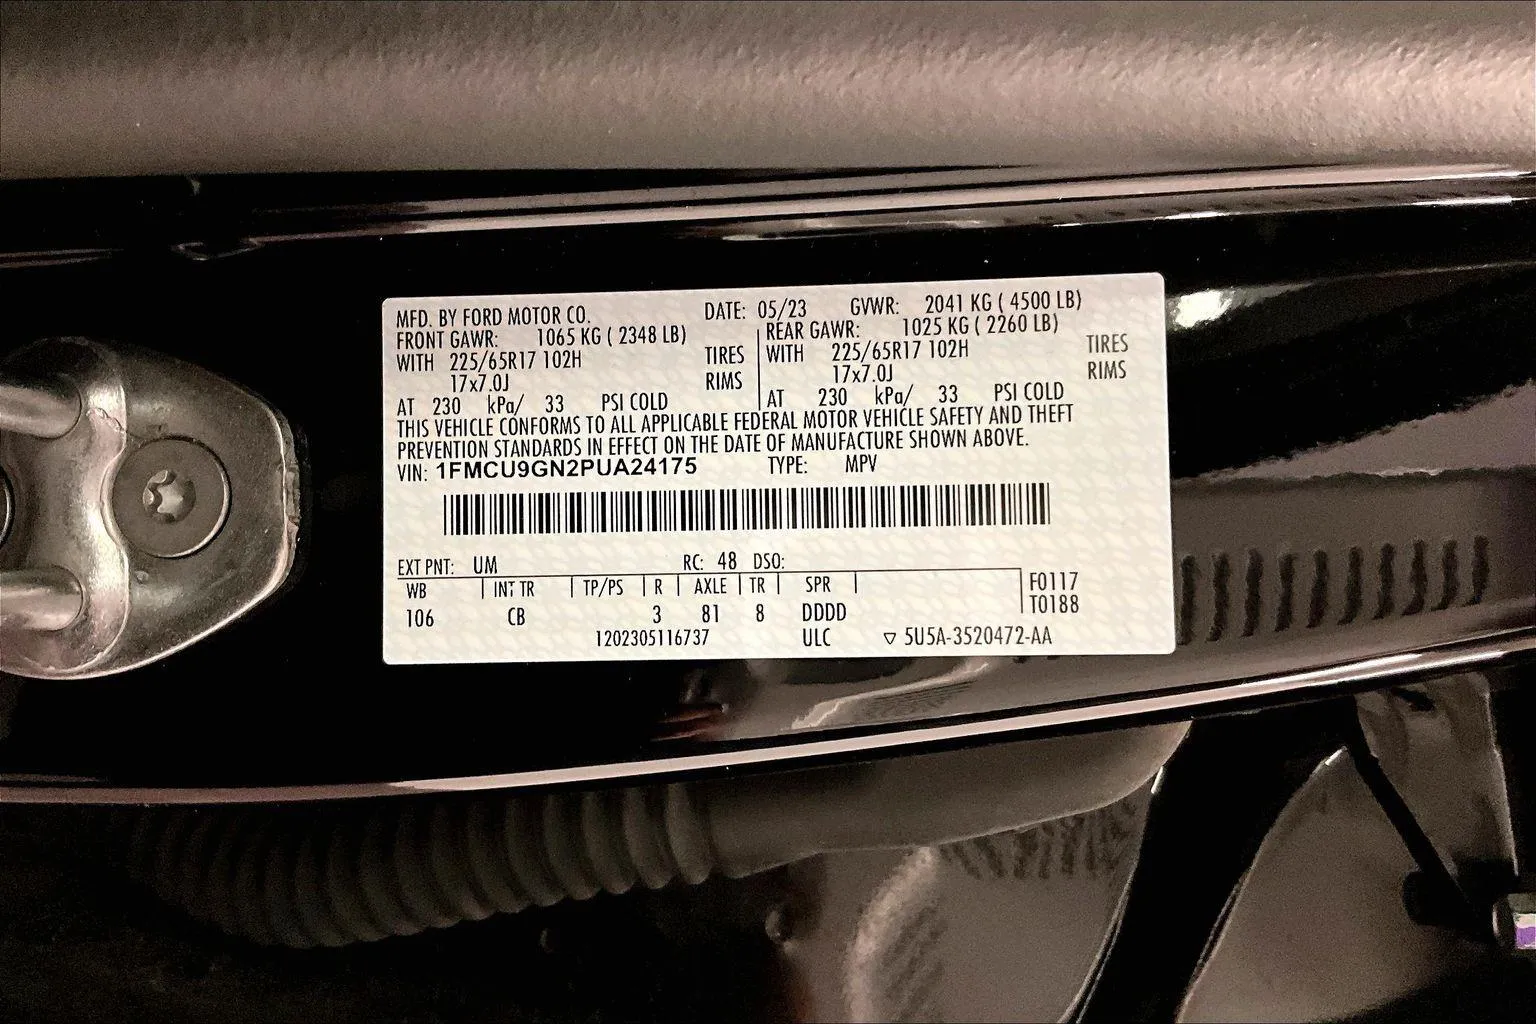 MFD. BY FORD MOTOR CO. DATE: 05/23 GVWR: 2041 KG ( 4500 LB)
FRONT GAWR: 1065 KG ( 2348 LB) REAR GAWR: 1025 KG ( 2260 LB)
WITH 225/65R17 102H TIRES WITH 225/65R17 102H TIRES
17x7.0J RIMS 17x7.0J RIMS
AT 230 kPa/ 33 PSI COLD AT 230 kPa/ 33 PSI COLD
THIS VEHICLE CONFORMS TO ALL APPLICABLE FEDERAL MOTOR VEHICLE SAFETY AND THEFT
PREVENTION STANDARDS IN EFFECT ON THE DATE OF MANUFACTURE SHOWN ABOVE.
VIN: 1FMCU9GN2PUA24175 TYPE: MPV
EXT PNT: UM RC: 48 DSO:
WB INT TR TP/PS R AXLE TR SPR F0117
106 CB 3 81 8 DDDD T0188
1202305116737 ULC ▽ 5U5A-3520472-AA